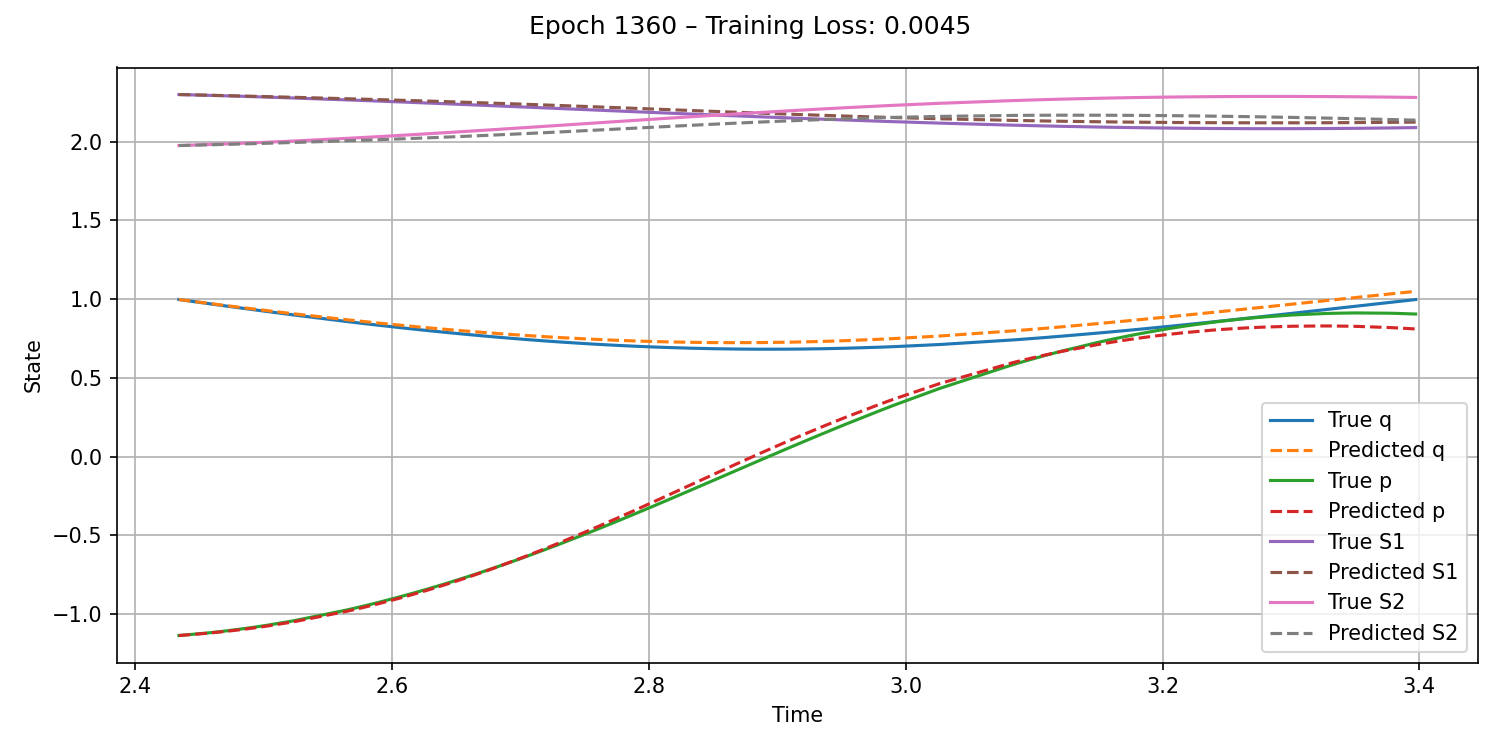 Epoch 1360 – Training Loss: 0.0045
2.0
1.5
1.0
0.5
0.0
−0.5
−1.0
State
2.4 2.6 2.8 3.0 3.2 3.4
Time
True q
Predicted q
True p
Predicted p
True S1
Predicted S1
True S2
Predicted S2